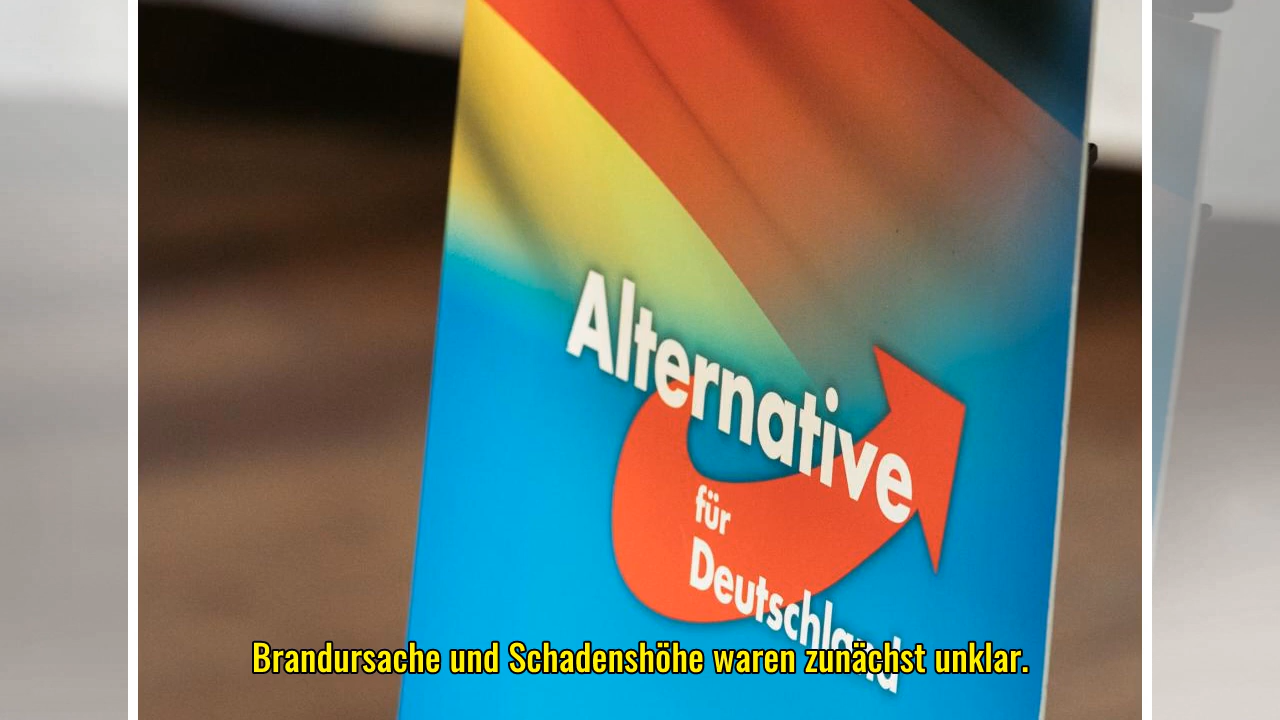 Alternative
für
Deutschland
Brandursache und Schadenshöhe waren zunächst unklar.